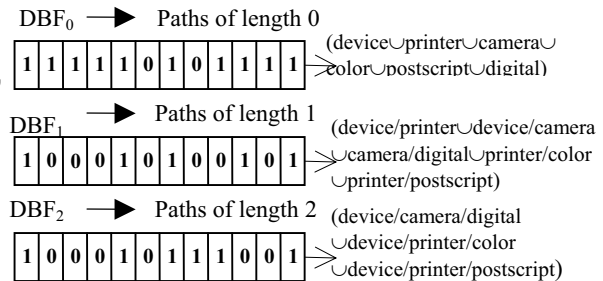 DBF₀ Paths of length 0
1 1 1 1 1 0 1 0 1 1 1 1
(device∪printer∪camera∪
color∪postscript∪digital)
DBF₁ Paths of length 1
1 0 0 0 1 0 1 0 0 1 0 1
(device/printer∪device/camera
∪camera/digital∪printer/color
∪printer/postscript)
DBF₂ Paths of length 2
1 0 0 0 1 0 1 1 1 0 0 1
(device/camera/digital
∪device/printer/color
∪device/printer/postscript)